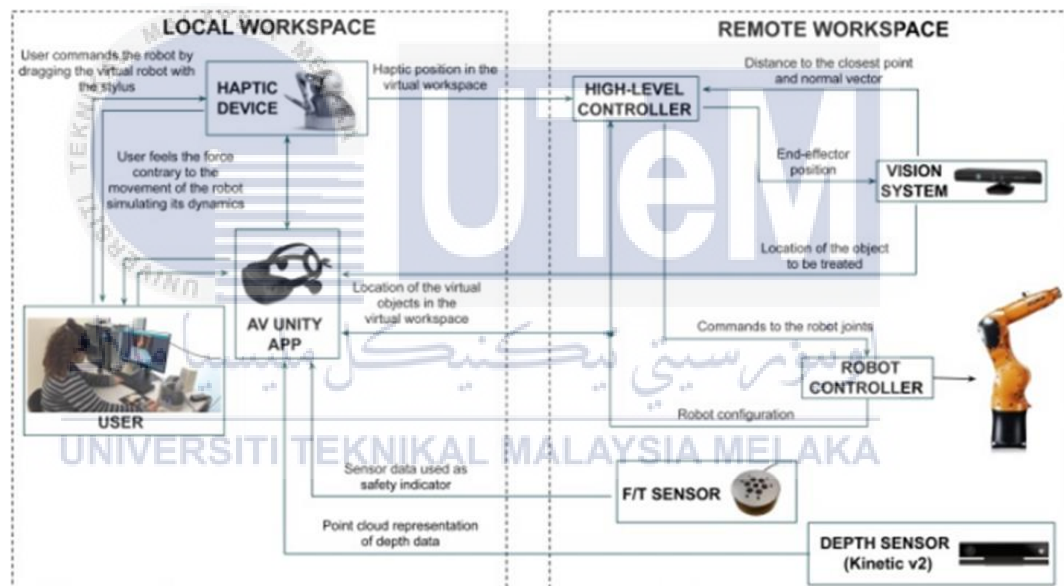 LOCAL WORKSPACE
REMOTE WORKSPACE
User commands the robot by
dragging the virtual robot with
the stylus
HAPTIC
DEVICE
Haptic position in the
virtual workspace
HIGH-LEVEL
CONTROLLER
Distance to the closest point
and normal vector
User feels the force
contrary to the
movement of the robot
simulating its dynamics
End-effector
position
VISION
SYSTEM
Location of the object
to be treated
AV UNITY
APP
Location of the virtual
objects in the
virtual workspace
Commands to the robot joints
ROBOT
CONTROLLER
Robot configuration
USER
Sensor data used as
safety indicator
F/T SENSOR
Point cloud representation
of depth data
DEPTH SENSOR
(Kinetic v2)
UTeM
اونيۏرسيتي تيكنيكل مليسيا ملاك
UNIVERSITI TEKNIKAL MALAYSIA MELAKA